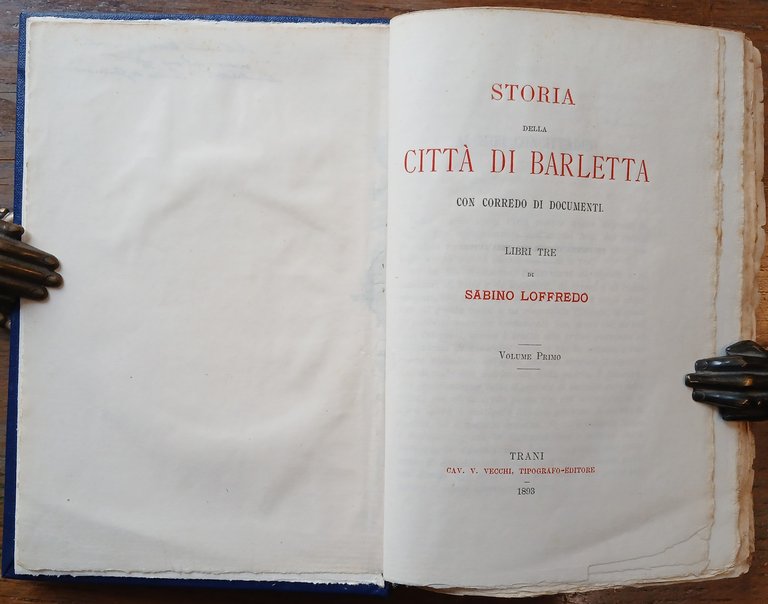 STORIA
DELLA
CITTÀ DI BARLETTA
CON CORREDO DI DOCUMENTI.
LIBRI TRE
DI
SABINO LOFFREDO
VOLUME PRIMO
TRANI
CAV. V. VECCHI, TIPOGRAFO-EDITORE
1893